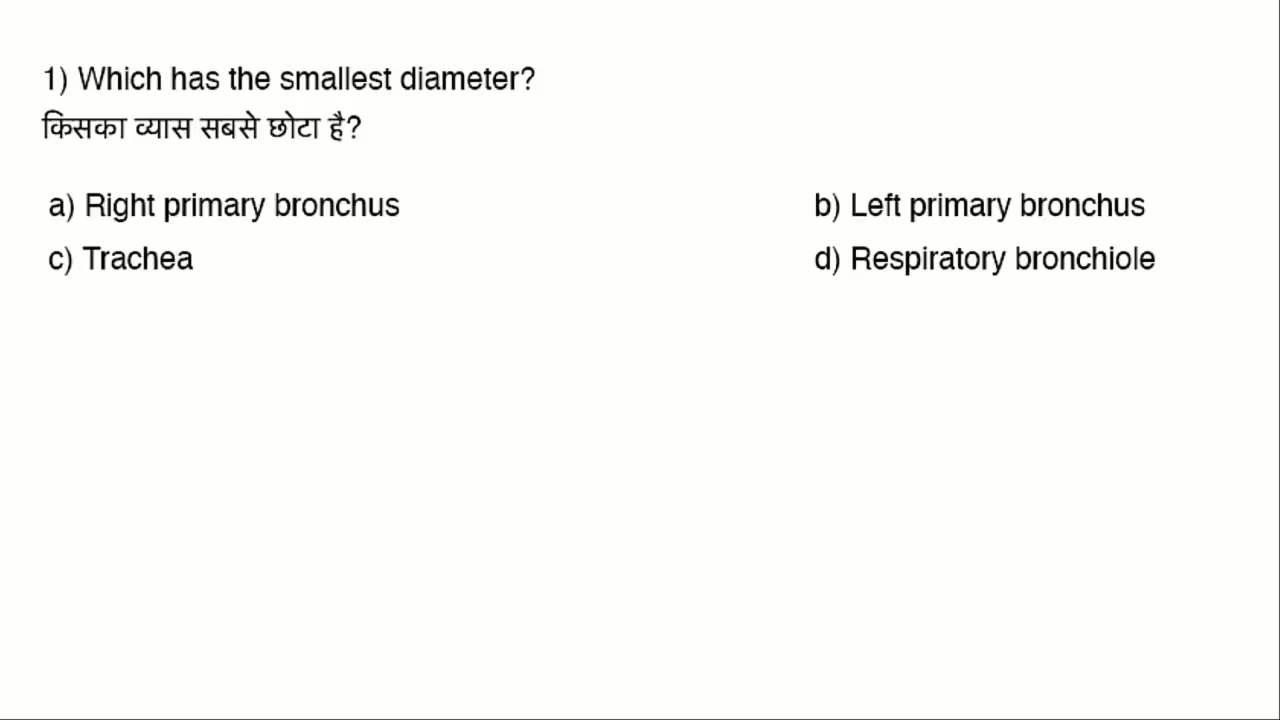 1) Which has the smallest diameter?
किसका व्यास सबसे छोटा है?
a) Right primary bronchus
b) Left primary bronchus
c) Trachea
d) Respiratory bronchiole